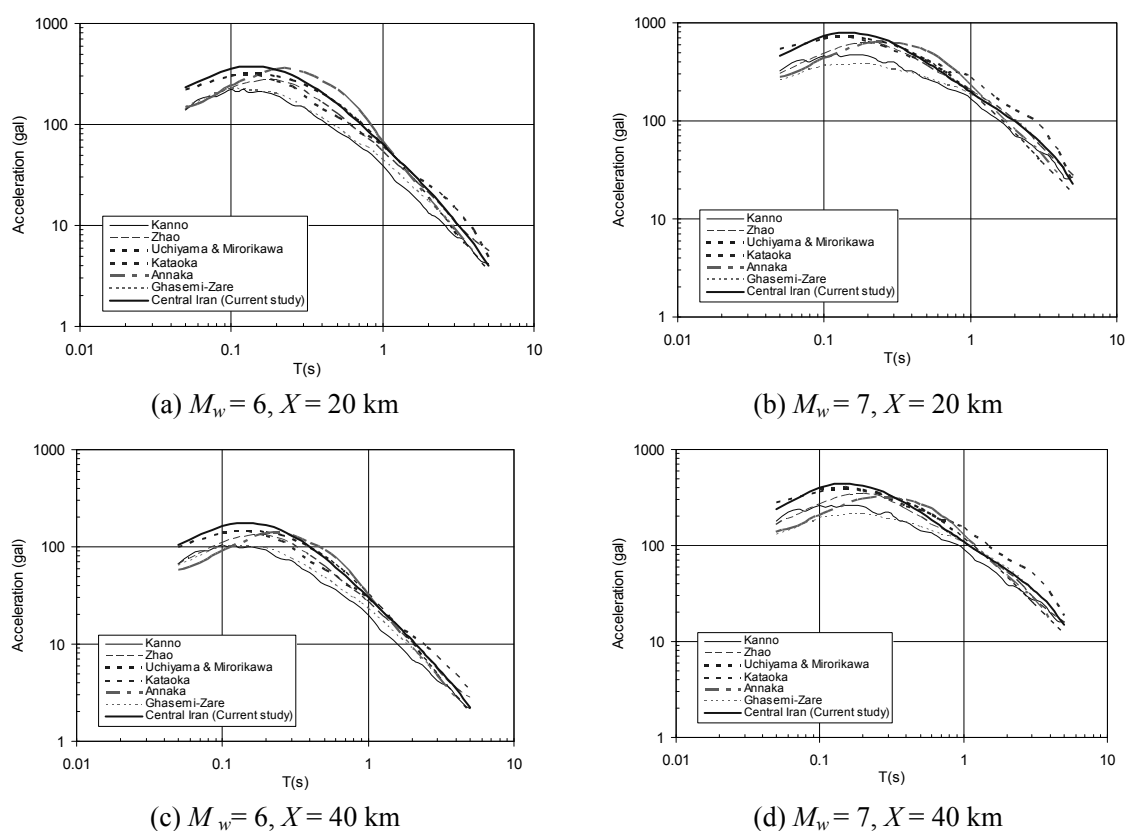 1000
100
10
1
Acceleration (gal)
Kanno
Zhao
Uchiyama & Mirorikawa
Kataoka
Annaka
Ghasemi-Zare
Central Iran (Current study)
0.01 0.1 1 10
T(s)
(a) M_w = 6, X = 20 km
1000
100
10
1
Acceleration (gal)
Kanno
Zhao
Uchiyama & Mirorikawa
Kataoka
Annaka
Ghasemi-Zare
Central Iran (Current study)
0.01 0.1 1 10
T(s)
(b) M_w = 7, X = 20 km
1000
100
10
1
Acceleration (gal)
Kanno
Zhao
Uchiyama & Mirorikawa
Kataoka
Annaka
Ghasemi-Zare
Central Iran (Current study)
0.01 0.1 1 10
T(s)
(c) M_w = 6, X = 40 km
1000
100
10
1
Acceleration (gal)
Kanno
Zhao
Uchiyama & Mirorikawa
Kataoka
Annaka
Ghasemi-Zare
Central Iran (Current study)
0.01 0.1 1 10
T(s)
(d) M_w = 7, X = 40 km